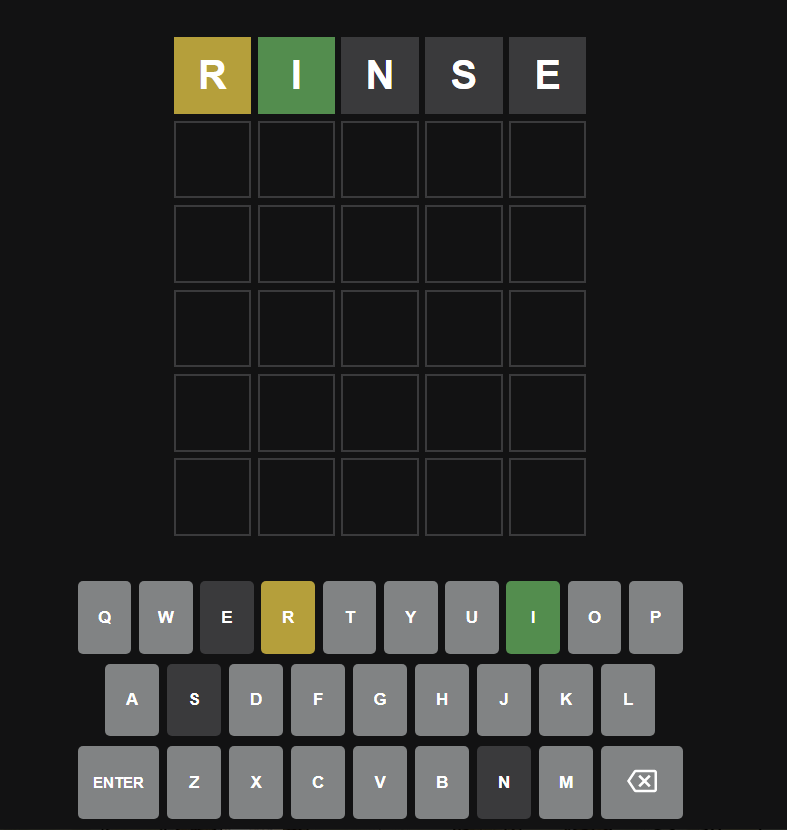 R I N S E
Q W E R T Y U I O P
A S D F G H J K L
ENTER Z X C V B N M